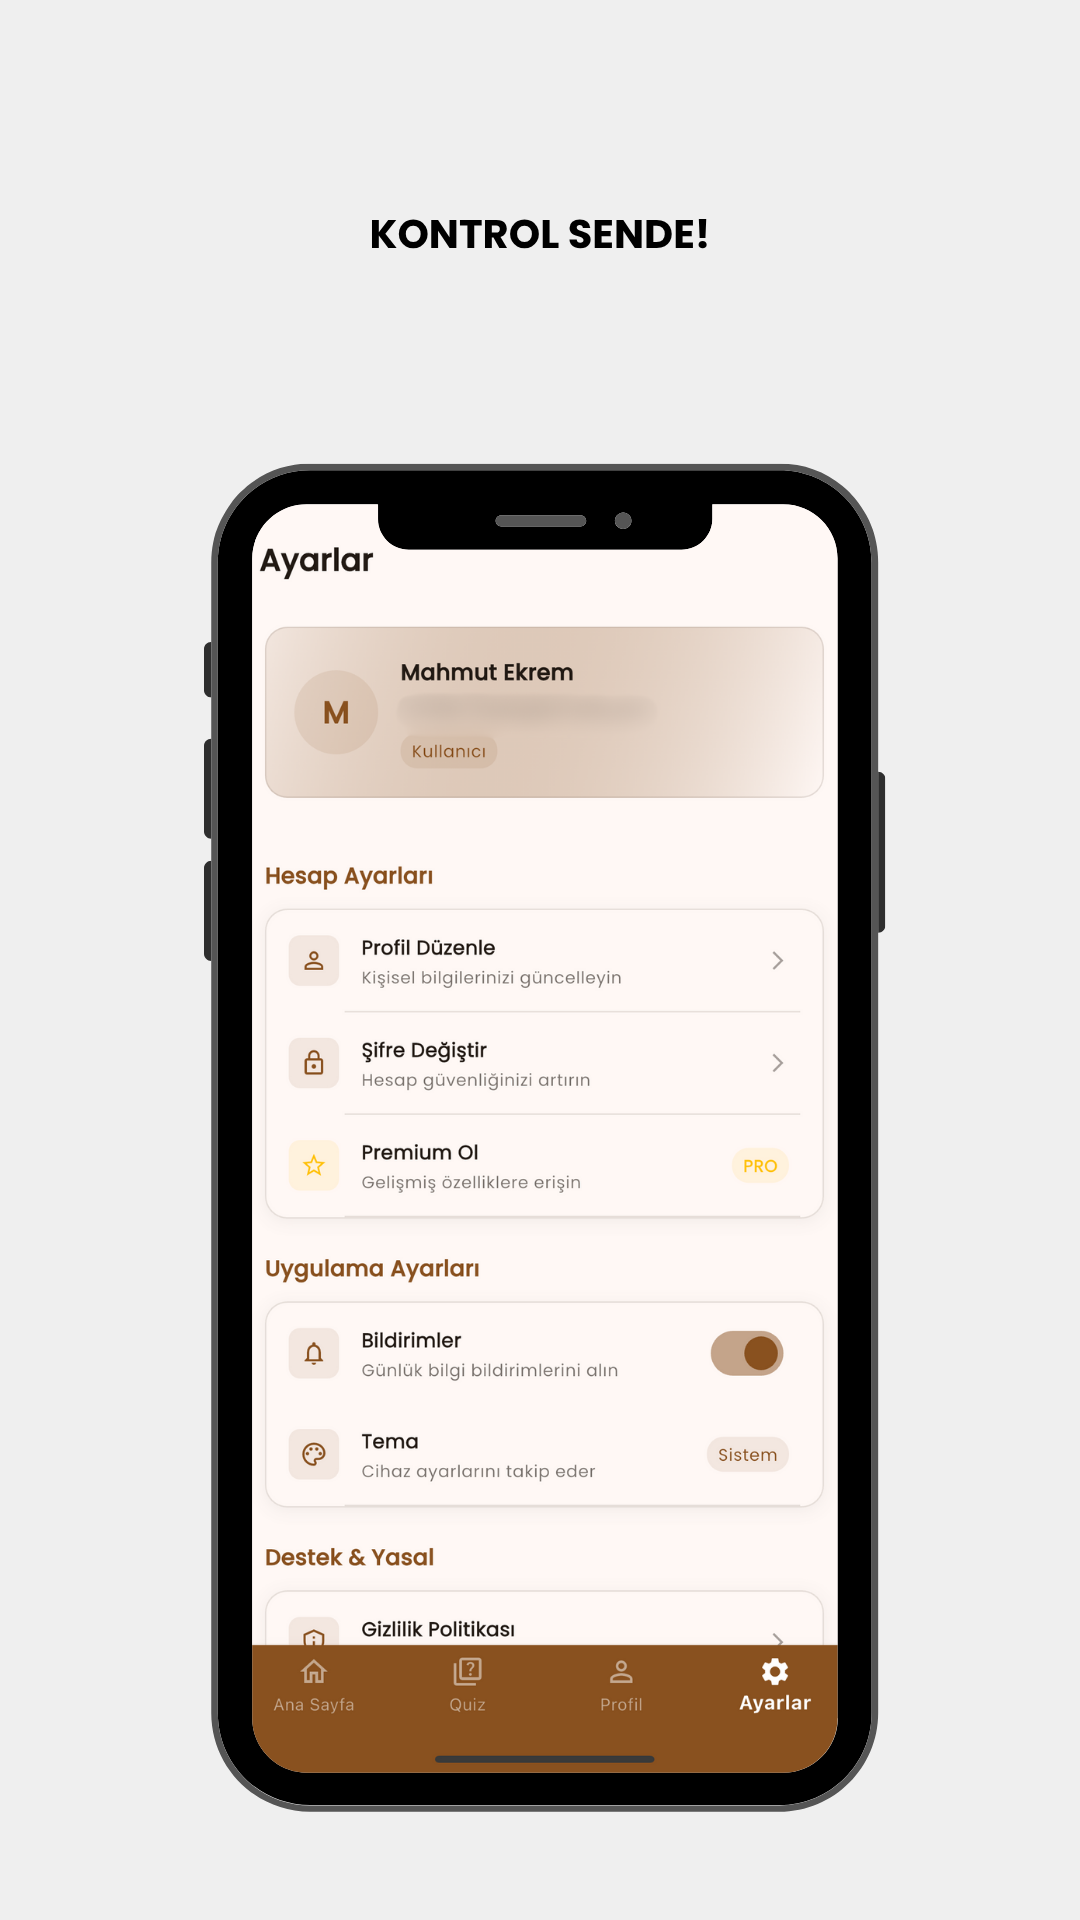 KONTROL SENDE!
Ayarlar
Mahmut Ekrem
M
Kullanıcı
Hesap Ayarları
Profil Düzenle
Kişisel bilgilerinizi güncelleyin
Şifre Değiştir
Hesap güvenliğinizi artırın
Premium Ol
Gelişmiş özelliklere erişin
PRO
Uygulama Ayarları
Bildirimler
Günlük bilgi bildirimlerini alın
Tema
Cihaz ayarlarını takip eder
Sistem
Destek & Yasal
Gizlilik Politikası
Ana Sayfa
Quiz
Profil
Ayarlar